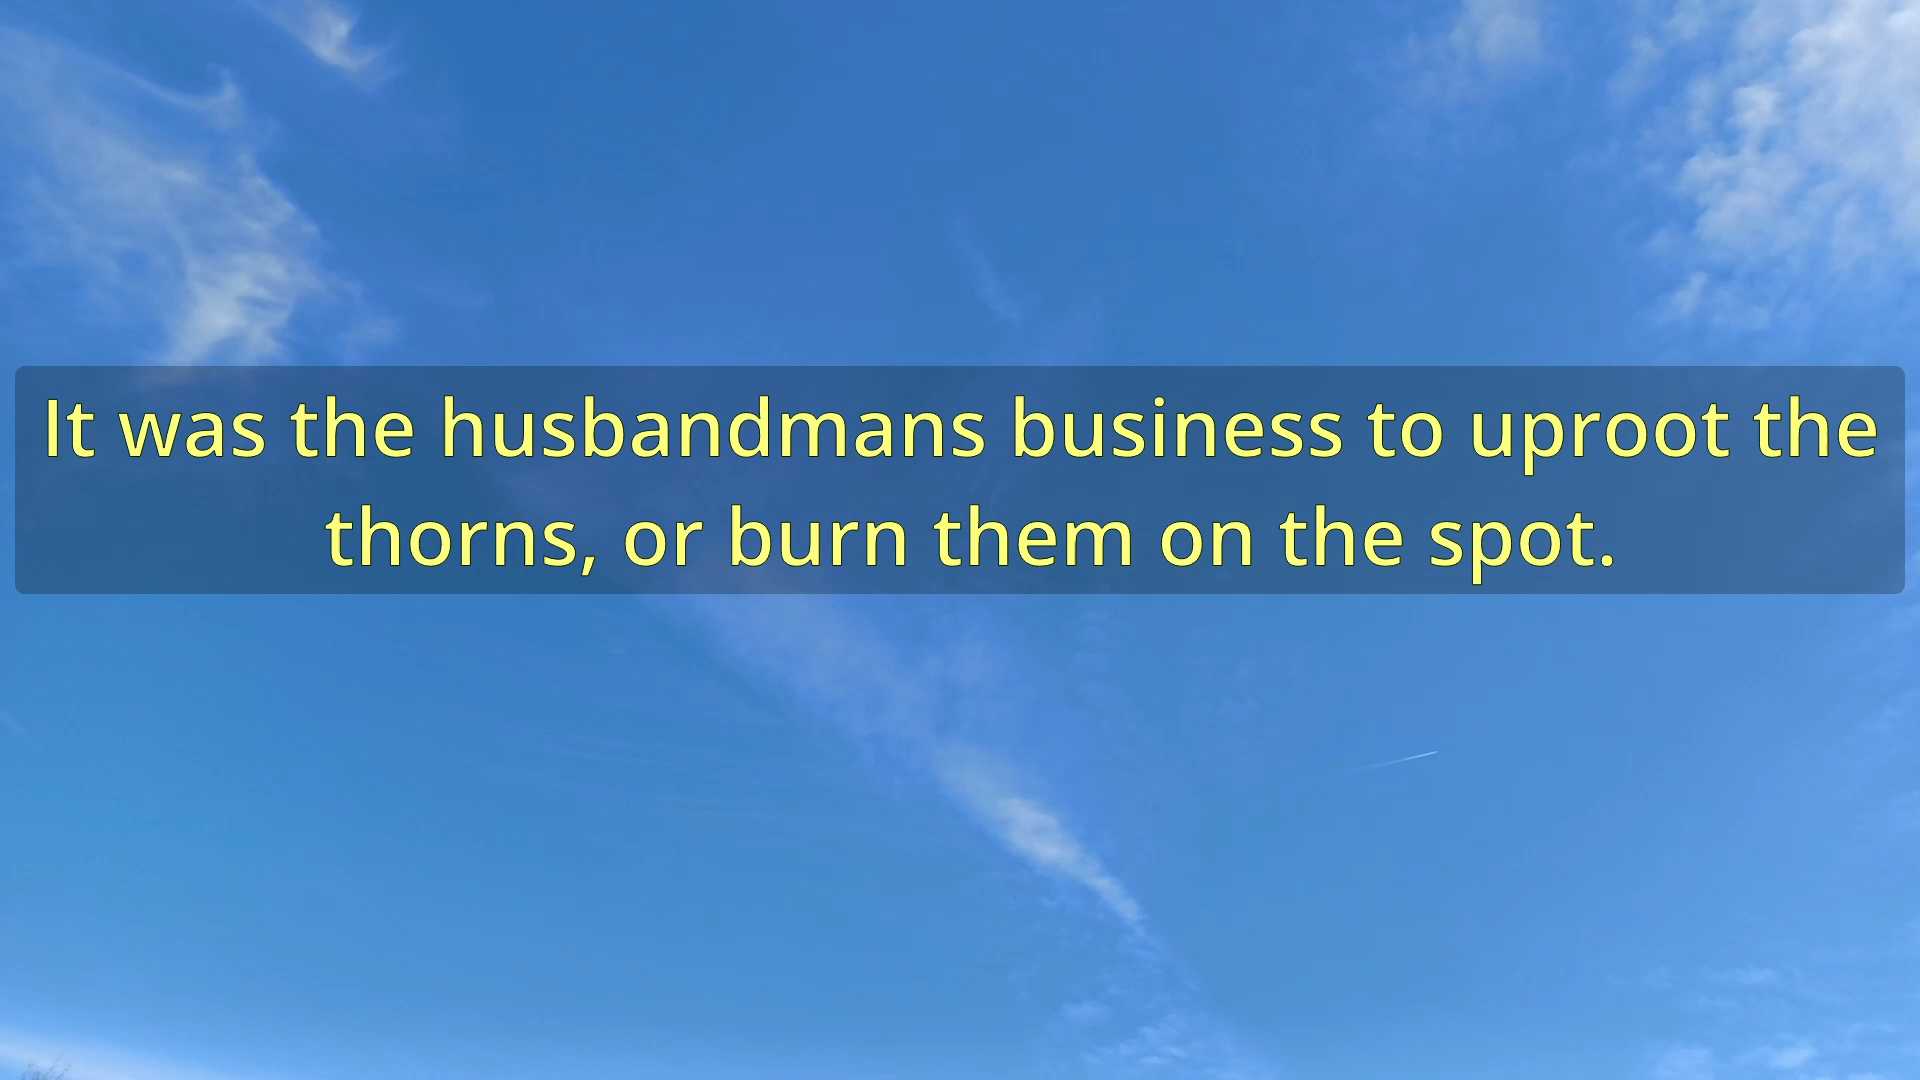 It was the husbandmans business to uproot the
thorns, or burn them on the spot.